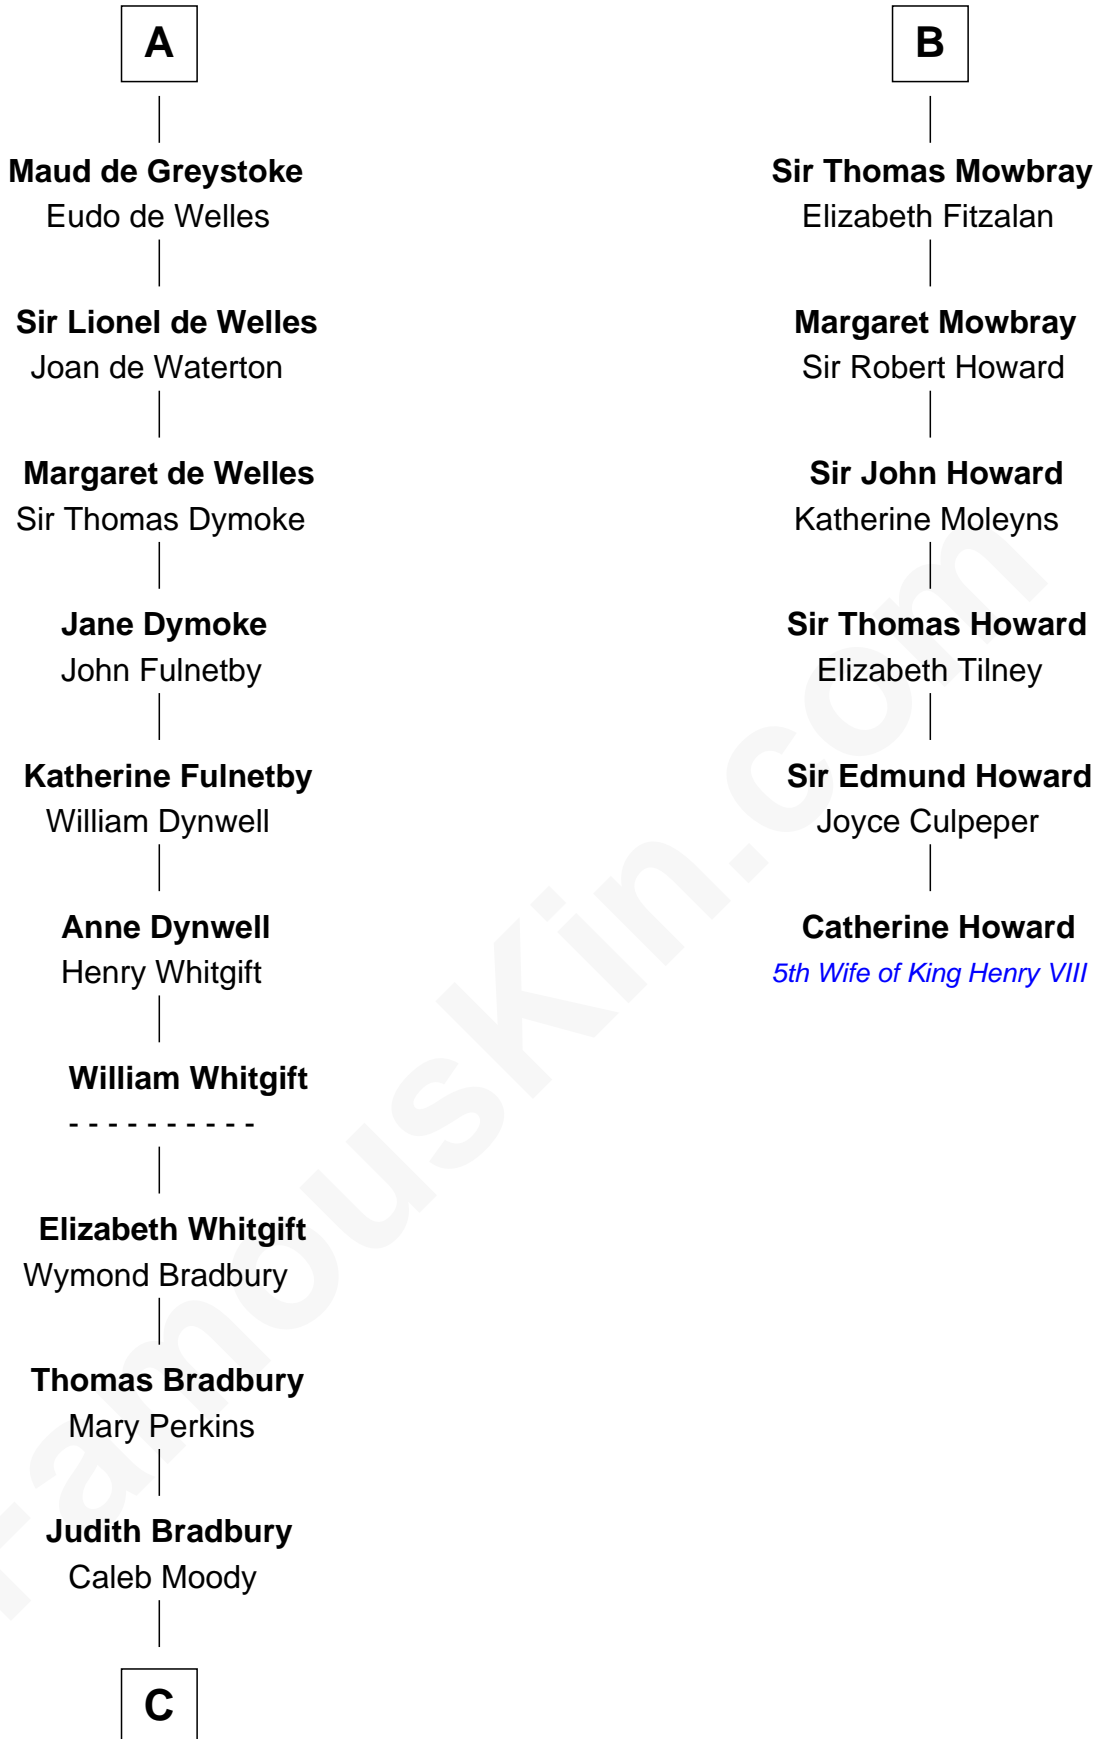 A
Maud de Greystoke
Eudo de Welles
Sir Lionel de Welles
Joan de Waterton
Margaret de Welles
Sir Thomas Dymoke
Jane Dymoke
John Fulnetby
Katherine Fulnetby
William Dynwell
Anne Dynwell
Henry Whitgift
William Whitgift
- - - - - - - - - -
Elizabeth Whitgift
Wymond Bradbury
Thomas Bradbury
Mary Perkins
Judith Bradbury
Caleb Moody
C
B
Sir Thomas Mowbray
Elizabeth Fitzalan
Margaret Mowbray
Sir Robert Howard
Sir John Howard
Katherine Moleyns
Sir Thomas Howard
Elizabeth Tilney
Sir Edmund Howard
Joyce Culpeper
Catherine Howard
5th Wife of King Henry VIII
FamousKin.com